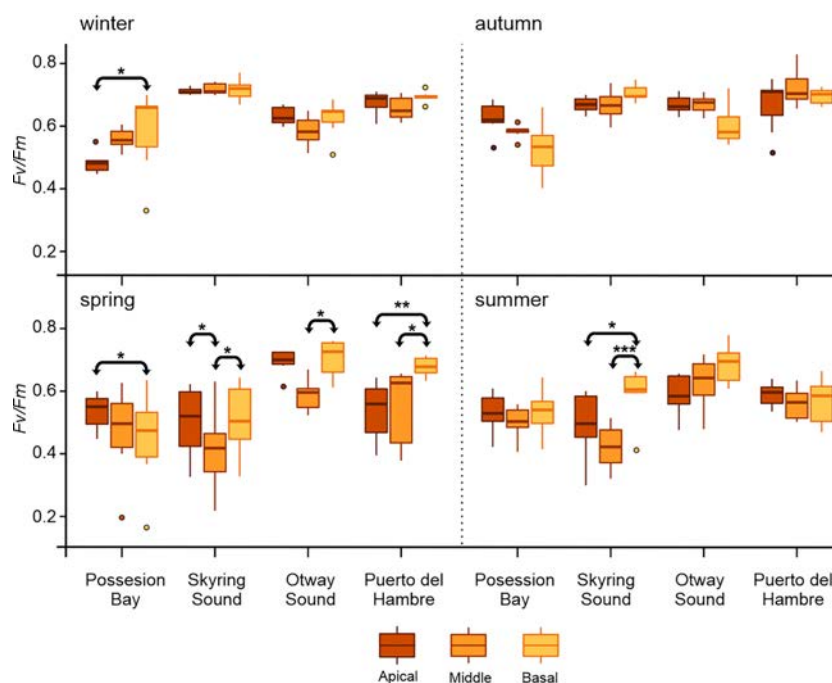 winter
autumn
Fv/Fm
0.8
0.6
0.4
0.2
*
spring
summer
Fv/Fm
0.8
0.6
0.4
0.2
*
*
*
*
**
*
*
***
Possesion Bay
Skyring Sound
Otway Sound
Puerto del Hambre
Posession Bay
Skyring Sound
Otway Sound
Puerto del Hambre
Apical
Middle
Basal